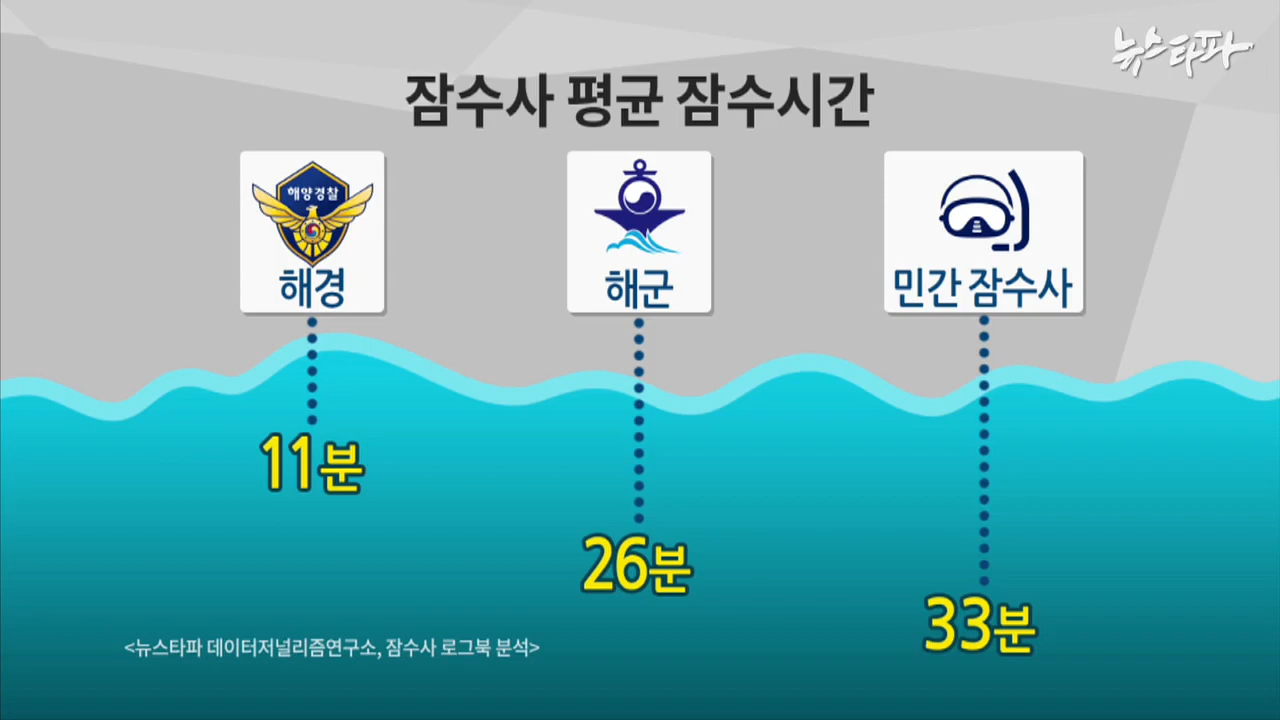 뉴스타파
잠수사 평균 잠수시간
해양경찰
해경
해군
민간 잠수사
11분
26분
33분
<뉴스타파 데이터저널리즘연구소, 잠수사 로그북 분석>